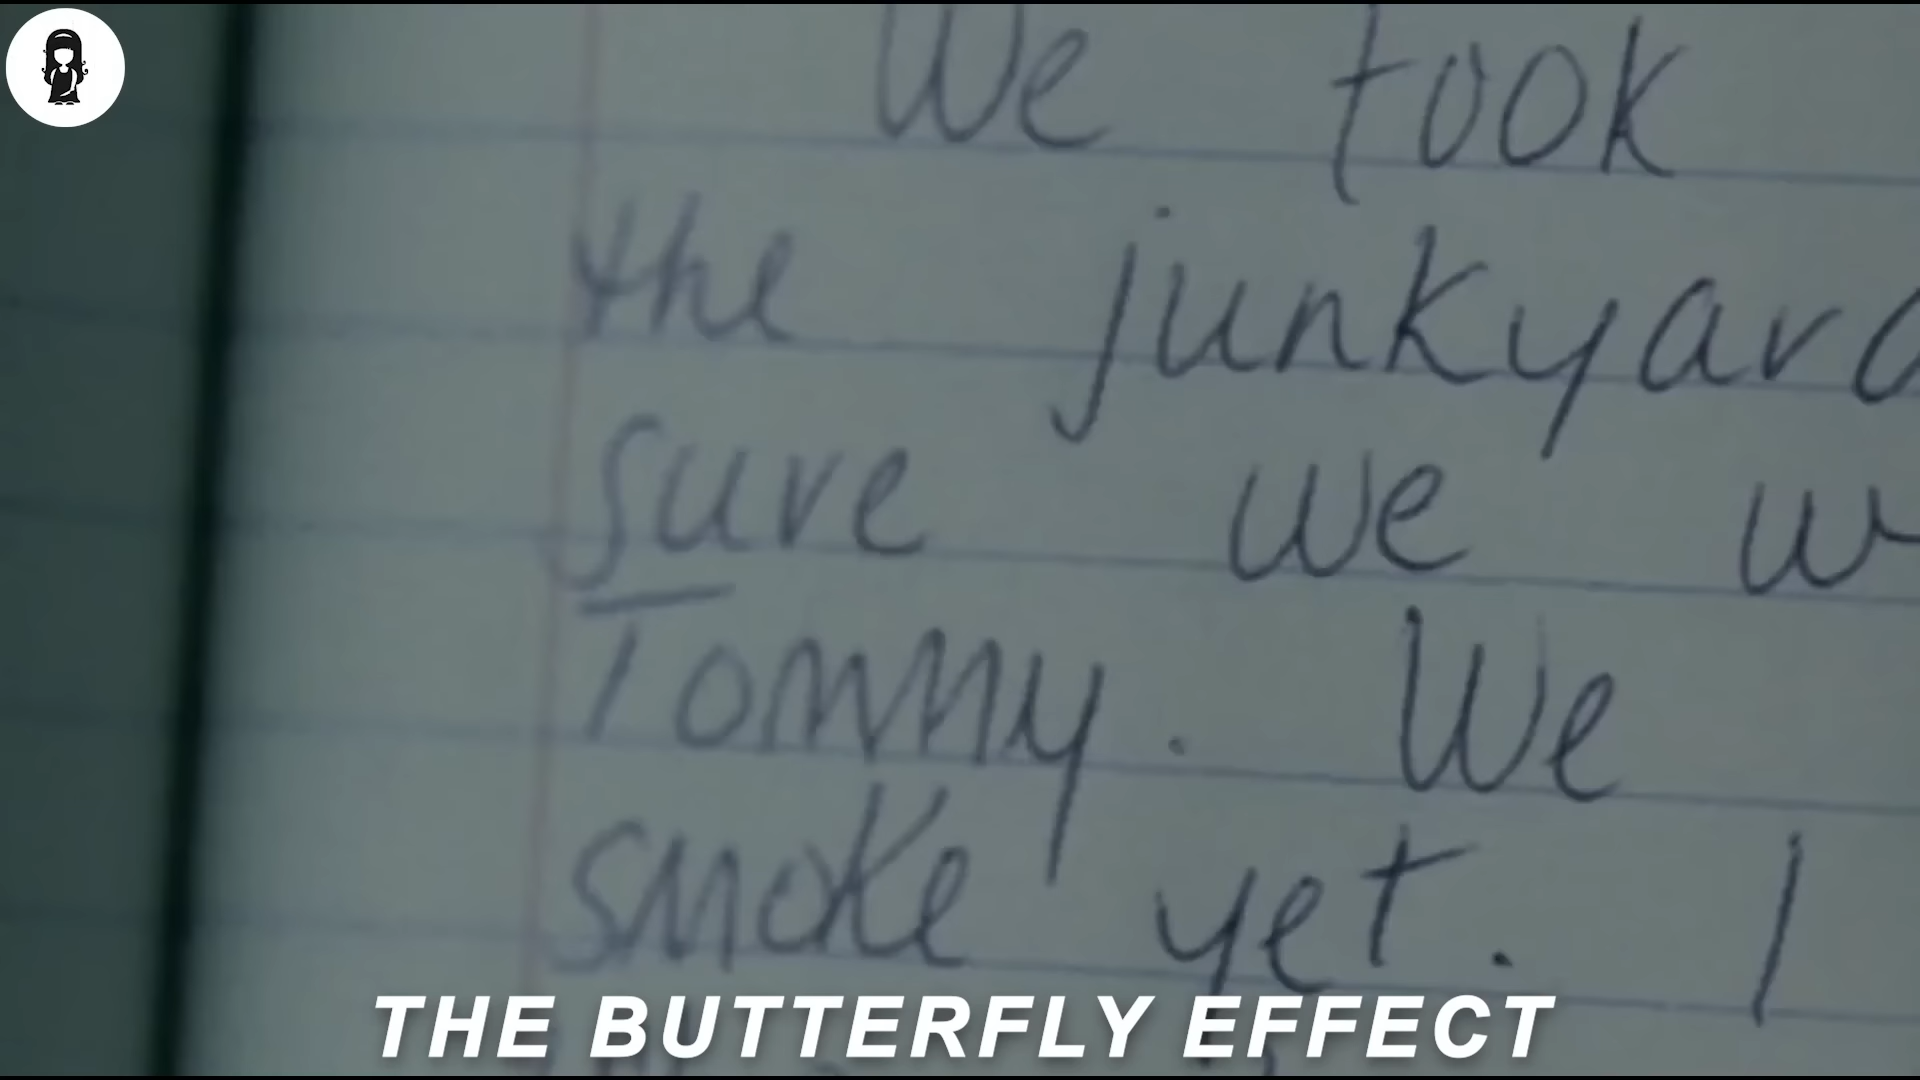 We took
the junkyard
sure we w
Tommy. We
smoke yet. I
THE BUTTERFLY EFFECT